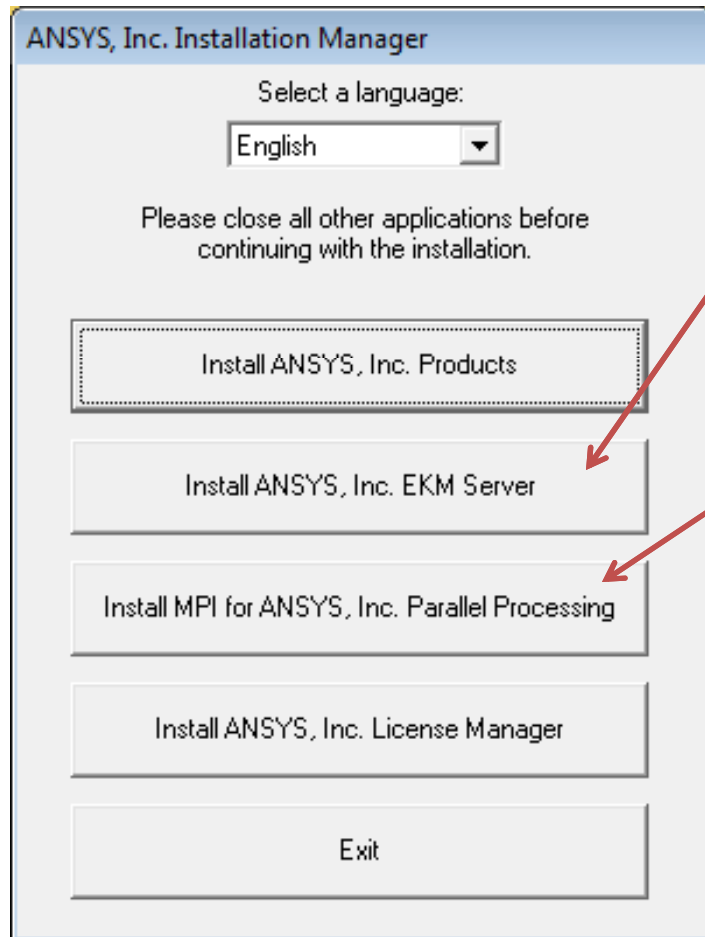 ANSYS, Inc. Installation Manager
Select a language:
English
Please close all other applications before
continuing with the installation.
Install ANSYS, Inc. Products
Install ANSYS, Inc. EKM Server
Install MPI for ANSYS, Inc. Parallel Processing
Install ANSYS, Inc. License Manager
Exit